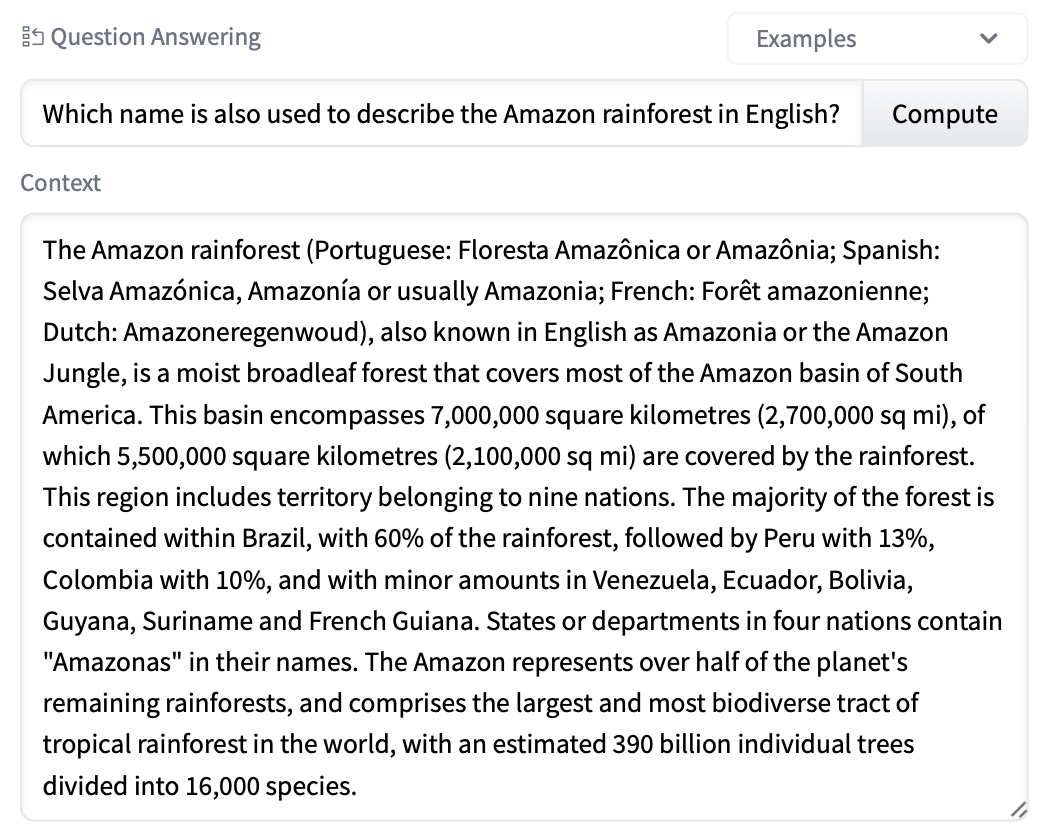 Question Answering
Examples
Which name is also used to describe the Amazon rainforest in English?
Compute
Context
The Amazon rainforest (Portuguese: Floresta Amazônica or Amazônia; Spanish:
Selva Amazónica, Amazonía or usually Amazonia; French: Forêt amazonienne;
Dutch: Amazoneregenwoud), also known in English as Amazonia or the Amazon
Jungle, is a moist broadleaf forest that covers most of the Amazon basin of South
America. This basin encompasses 7,000,000 square kilometres (2,700,000 sq mi), of
which 5,500,000 square kilometres (2,100,000 sq mi) are covered by the rainforest.
This region includes territory belonging to nine nations. The majority of the forest is
contained within Brazil, with 60% of the rainforest, followed by Peru with 13%,
Colombia with 10%, and with minor amounts in Venezuela, Ecuador, Bolivia,
Guyana, Suriname and French Guiana. States or departments in four nations contain
"Amazonas" in their names. The Amazon represents over half of the planet's
remaining rainforests, and comprises the largest and most biodiverse tract of
tropical rainforest in the world, with an estimated 390 billion individual trees
divided into 16,000 species.